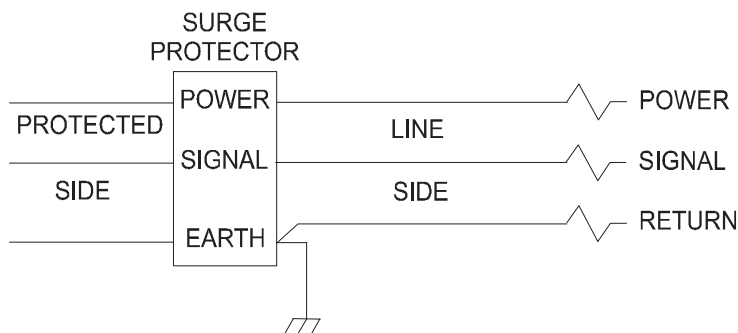 SURGE
PROTECTOR
POWER
POWER
PROTECTED
LINE
SIGNAL
SIGNAL
SIDE
SIDE
RETURN
EARTH